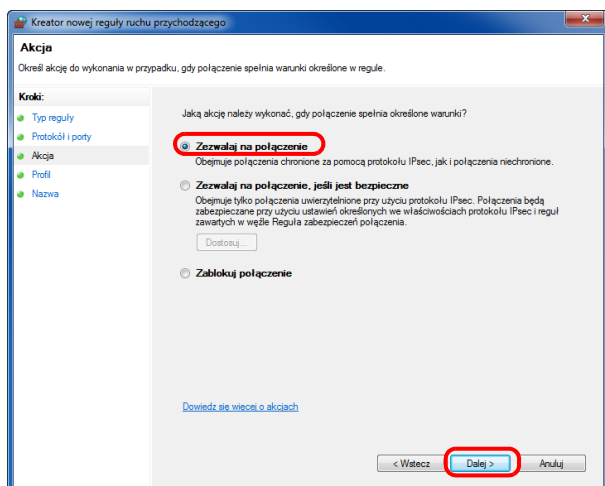 Kreator nowej reguły ruchu przychodzącego
Akcja
Określ akcję do wykonania w przypadku, gdy połączenie spełnia warunki określone w regule.
Kroki:
Typ reguły
Protokół i porty
Akcja
Profil
Nazwa
Jaką akcję należy wykonać, gdy połączenie spełnia określone warunki?
Zezwalaj na połączenie
Obejmuje połączenia chronione za pomocą protokołu IPsec, jak i połączenia niechronione.
Zezwalaj na połączenie, jeśli jest bezpieczne
Obejmuje tylko połączenia uwierzytelnione przy użyciu protokołu IPsec. Połączenia będą
zabezpieczane przy użyciu ustawień określonych we właściwościach protokołu IPsec i reguł
zawartych w węźle Reguła zabezpieczeń połączenia.
Dostosuj...
Zablokuj połączenie
Dowiedz się więcej o akcjach
< Wstecz
Dalej >
Anuluj